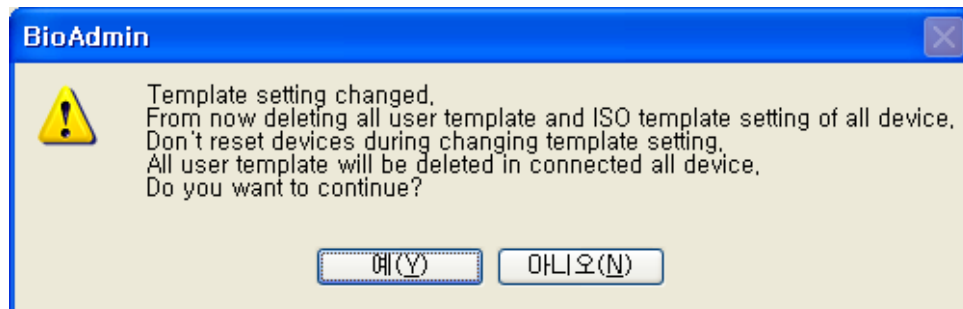 BioAdmin
Template setting changed,
From now deleting all user template and ISO template setting of all device,
Don't reset devices during changing template setting,
All user template will be deleted in connected all device,
Do you want to continue?
예(Y) 아니오(N)